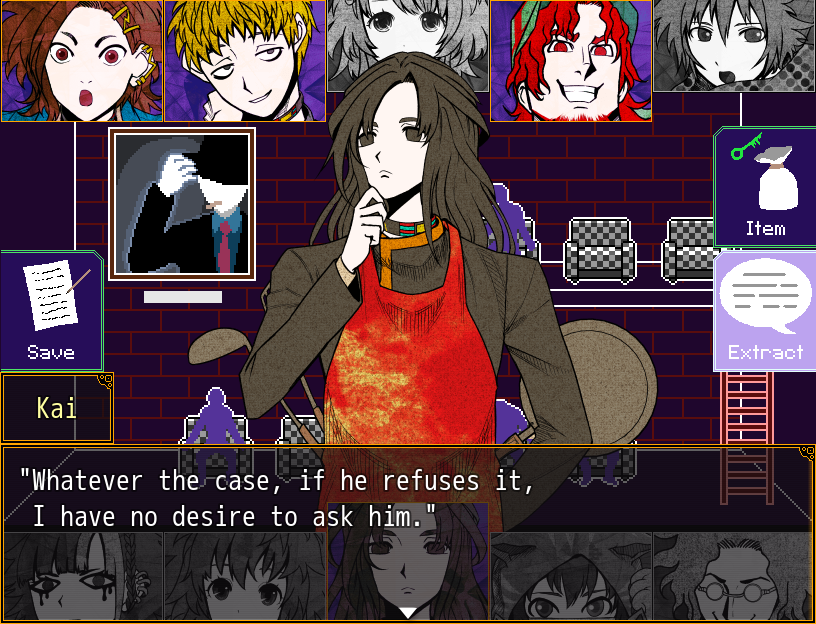 Item
Save
Extract
Kai
"Whatever the case, if he refuses it,
I have no desire to ask him."